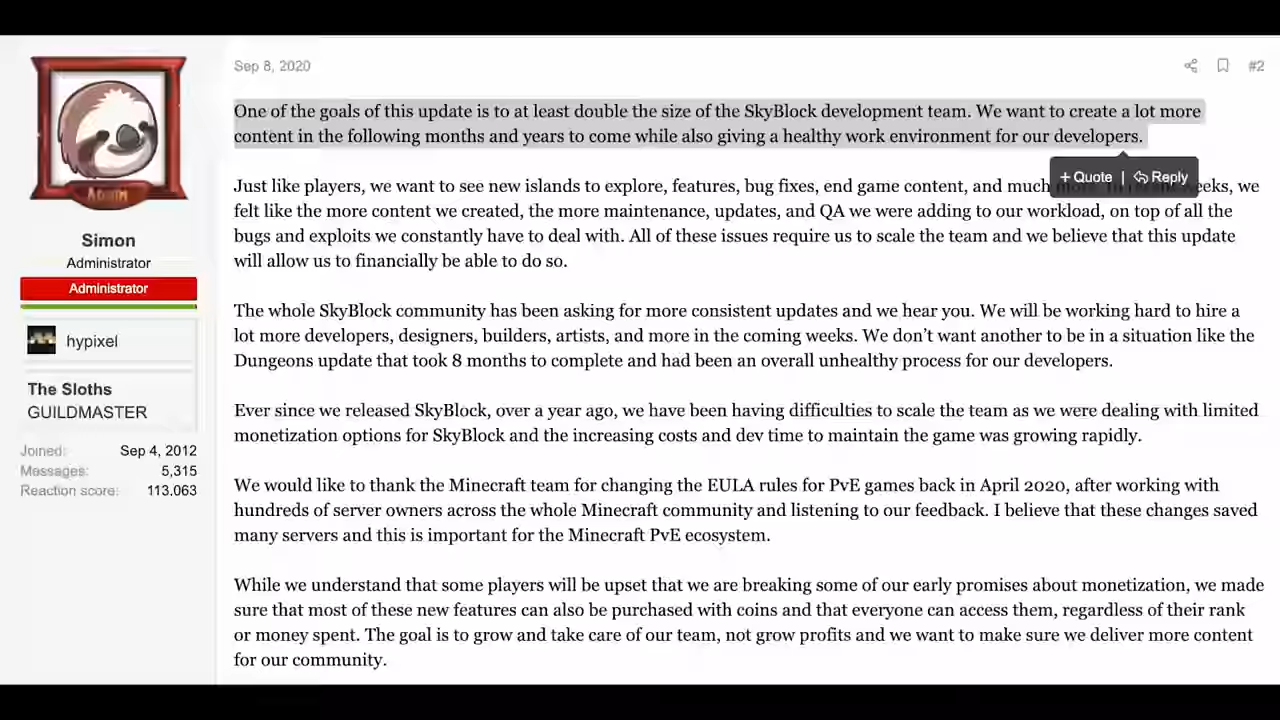 Sep 8, 2020
#2
One of the goals of this update is to at least double the size of the SkyBlock development team. We want to create a lot more
content in the following months and years to come while also giving a healthy work environment for our developers.
+ Quote | Reply
Just like players, we want to see new islands to explore, features, bug fixes, end game content, and much weeks, we
felt like the more content we created, the more maintenance, updates, and QA we were adding to our workload, on top of all the
bugs and exploits we constantly have to deal with. All of these issues require us to scale the team and we believe that this update
will allow us to financially be able to do so.
The whole SkyBlock community has been asking for more consistent updates and we hear you. We will be working hard to hire a
lot more developers, designers, builders, artists, and more in the coming weeks. We don't want another to be in a situation like the
Dungeons update that took 8 months to complete and had been an overall unhealthy process for our developers.
Ever since we released SkyBlock, over a year ago, we have been having difficulties to scale the team as we were dealing with limited
monetization options for SkyBlock and the increasing costs and dev time to maintain the game was growing rapidly.
We would like to thank the Minecraft team for changing the EULA rules for PvE games back in April 2020, after working with
hundreds of server owners across the whole Minecraft community and listening to our feedback. I believe that these changes saved
many servers and this is important for the Minecraft PvE ecosystem.
While we understand that some players will be upset that we are breaking some of our early promises about monetization, we made
sure that most of these new features can also be purchased with coins and that everyone can access them, regardless of their rank
or money spent. The goal is to grow and take care of our team, not grow profits and we want to make sure we deliver more content
for our community.
Admin
Simon
Administrator
Administrator
hypixel
The Sloths
GUILDMASTER
Joined: Sep 4, 2012
Messages: 5,315
Reaction score: 113.063